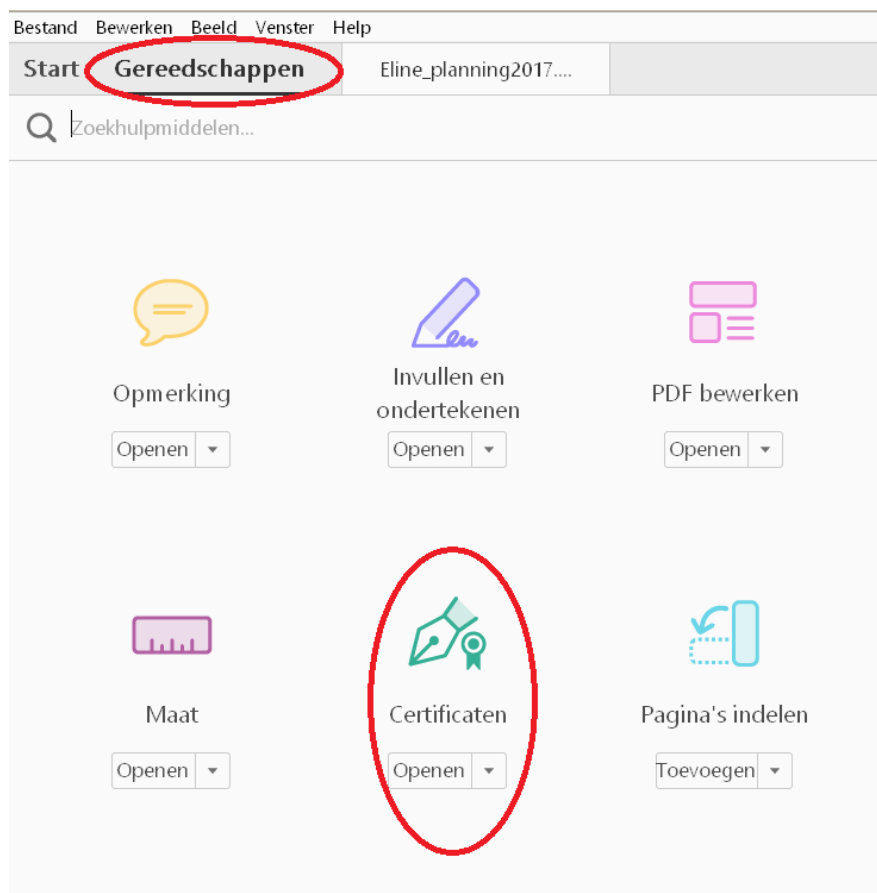 Bestand Bewerken Beeld Venster Help
Start Gereedschappen Eline_planning2017....
Zoekhulpmiddelen...
Opmerking
Openen
Invullen en
ondertekenen
Openen
PDF bewerken
Openen
Maat
Openen
Certificaten
Openen
Pagina's indelen
Toevoegen